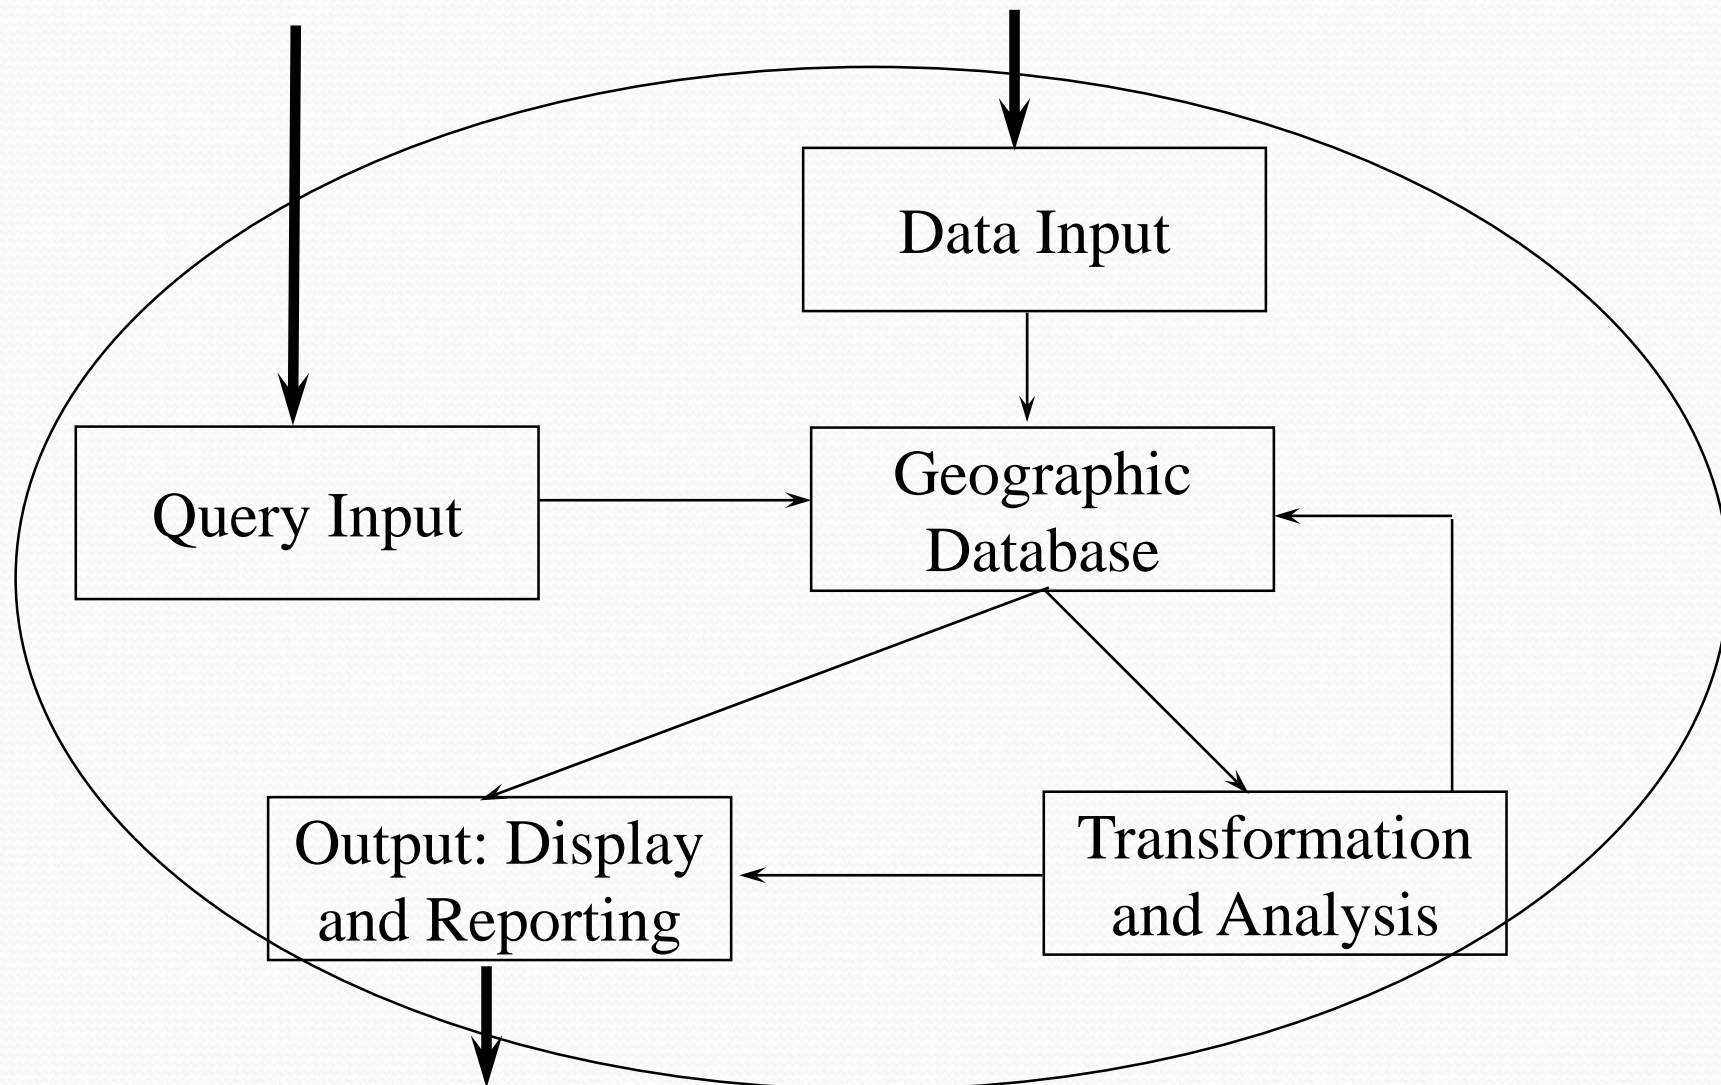 Data Input
Query Input
Geographic
Database
Output: Display
and Reporting
Transformation
and Analysis